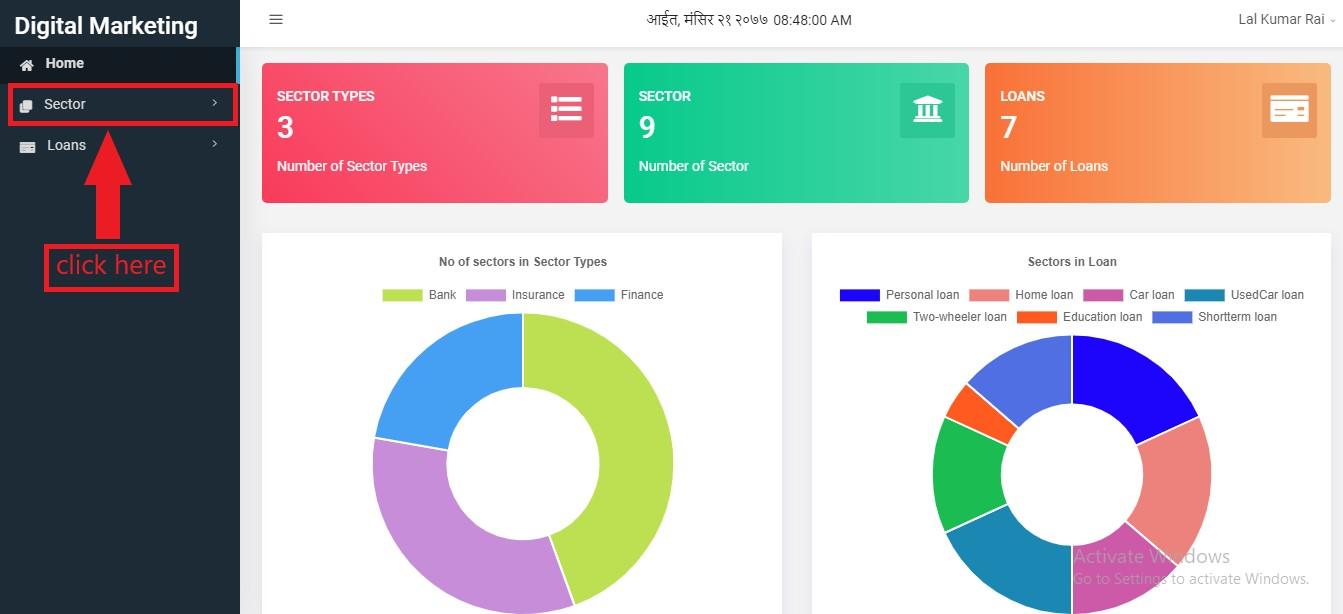 Digital Marketing
आईत, मंसिर २१ २०७७ 08:48:00 AM
Lal Kumar Rai
Home
Sector
Loans
click here
SECTOR TYPES
3
Number of Sector Types
SECTOR
9
Number of Sector
LOANS
7
Number of Loans
No of sectors in Sector Types
Bank Insurance Finance
Sectors in Loan
Personal loan Home loan Car loan UsedCar loan
Two-wheeler loan Education loan Shortterm loan
Activate Windows
Go to Settings to activate Windows.